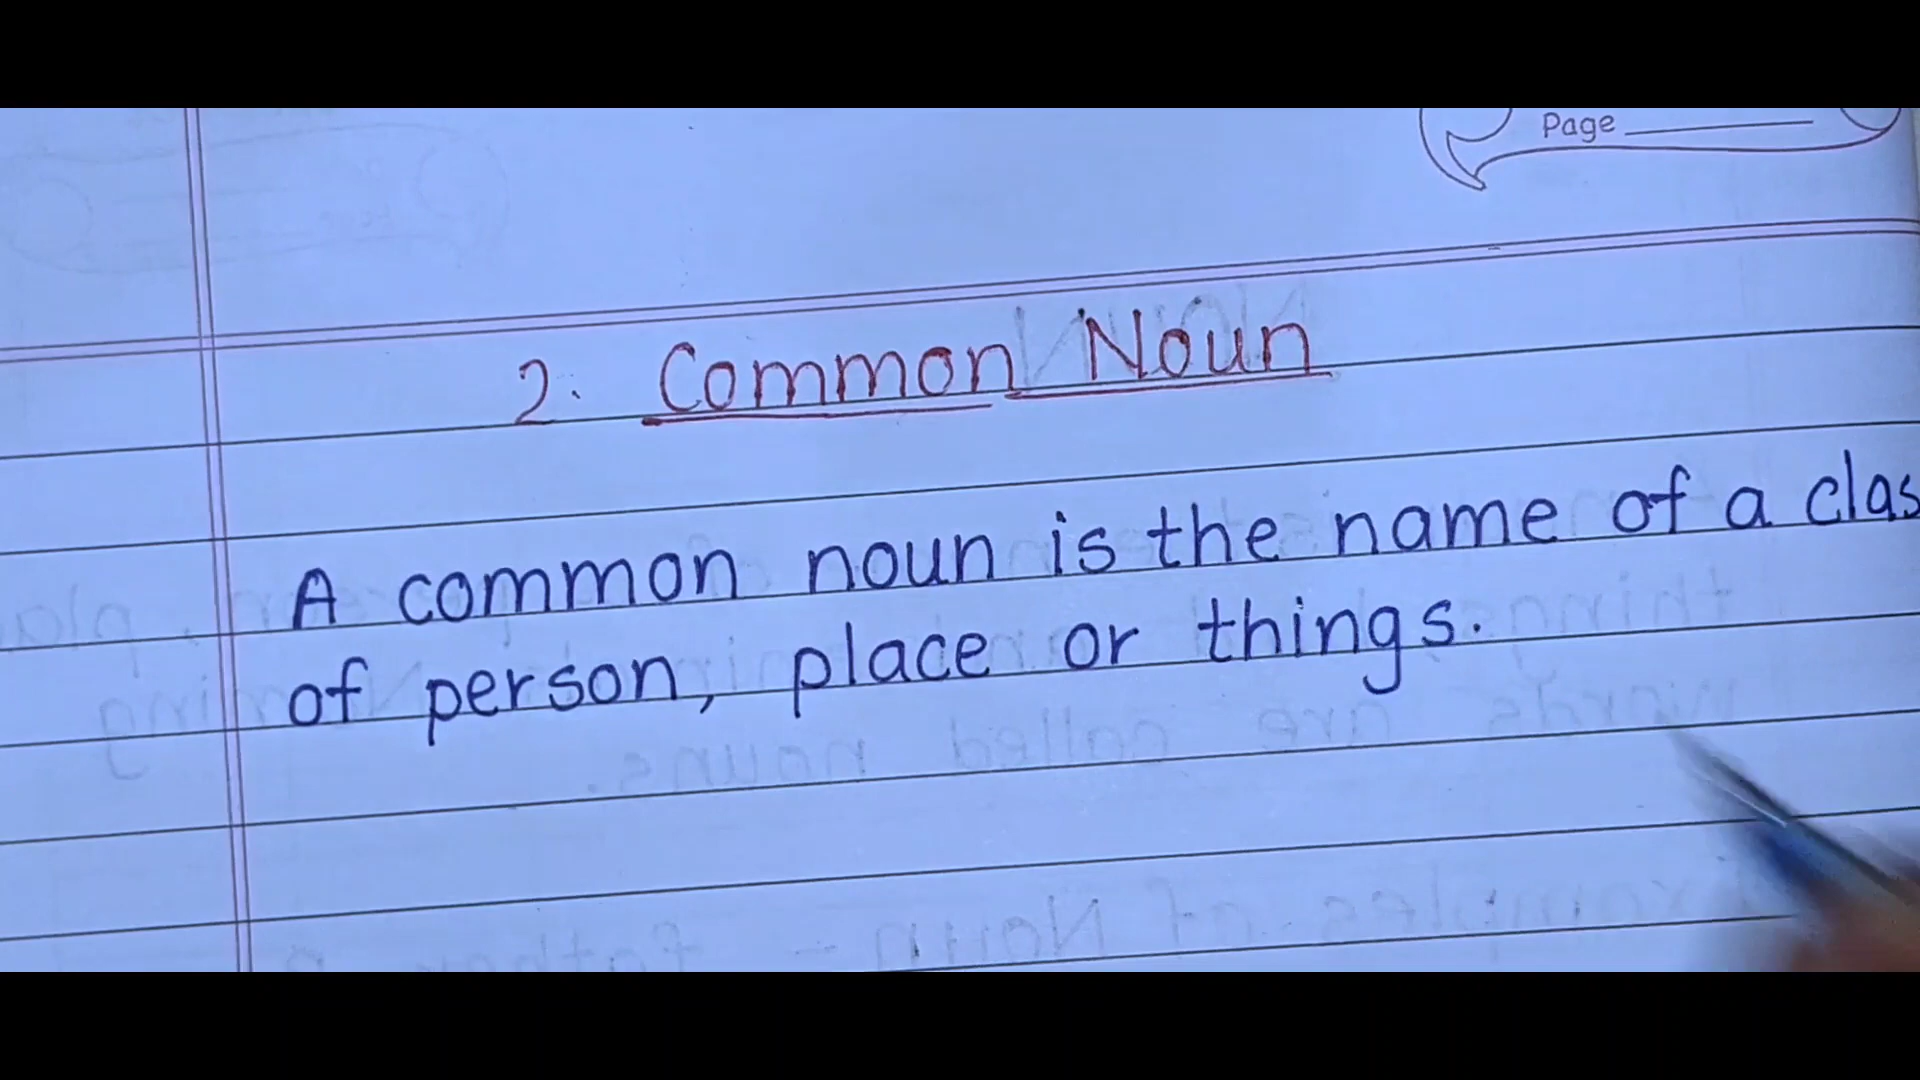 Page
2. Common Noun
A common noun is the name of a clas
of person, place or things.